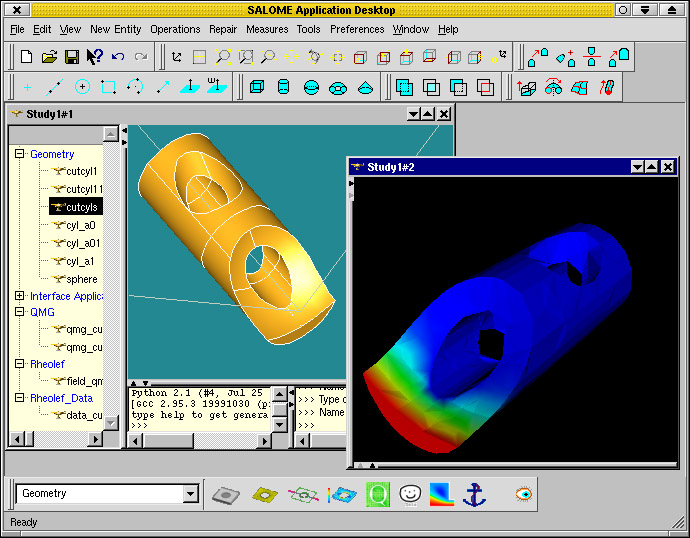 SALOME Application Desktop
File Edit View New Entity Operations Repair Measures Tools Preferences Window Help
Study1#1
Geometry
cutcyl1
cutcyl11
cutcyls
cyl_a0
cyl_a01
cyl_a1
sphere
Interface Applica
QMG
qmg_cu
qmg_cu
Rheolef
field_qm
Rheolef_Data
data_cu
Study1#2
Python 2.1 (#4, Jul 25
[GCC 2.95.3 19991030 (p
type help to get genera
>>>
>>> Type
>>> Name
>>>
Geometry
Ready